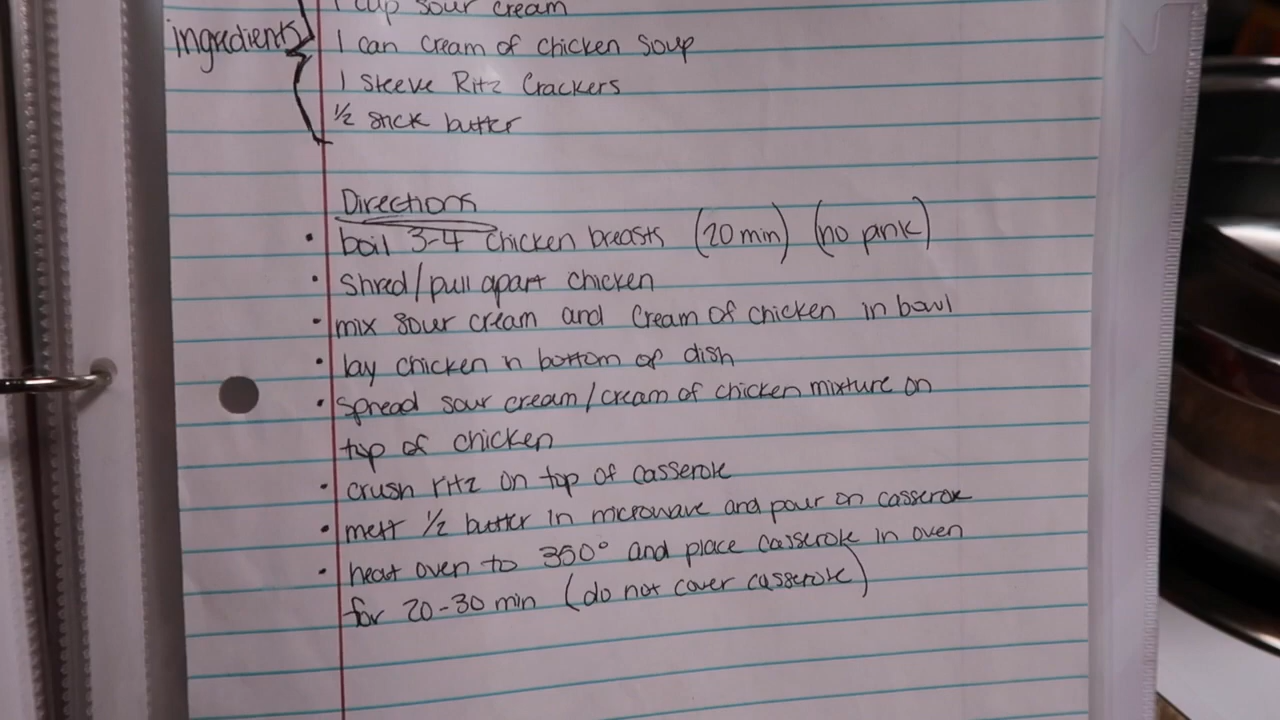 1 cup sour cream
ingredients
1 can cream of chicken soup
1 sleeve Ritz Crackers
½ stick butter
Directions
• boil 3-4 chicken breasts (20 min) (no pink)
• Shred/pull apart chicken
• mix sour cream and cream of chicken in bowl
• lay chicken n bottom of dish
• spread sour cream/cream of chicken mixture on
top of chicken
• crush ritz on top of casserole
• melt ½ butter in microwave and pour on casserole
• heat oven to 350° and place casserole in oven
for 20-30 min (do not cover casserole)